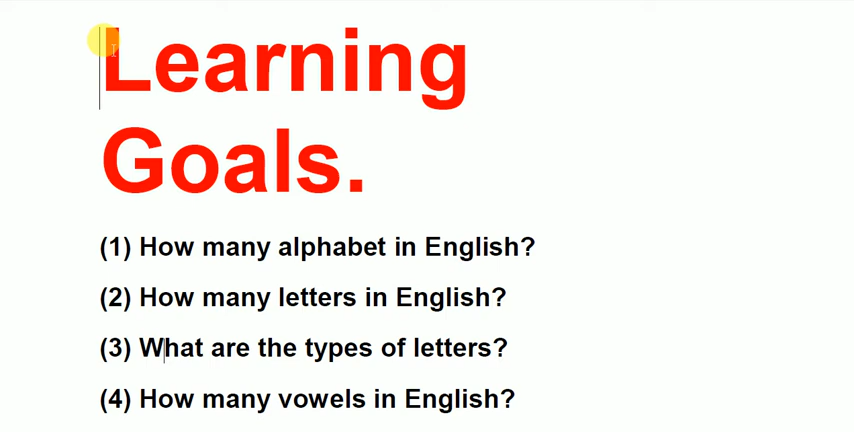 Learning
Goals.
(1) How many alphabet in English?
(2) How many letters in English?
(3) What are the types of letters?
(4) How many vowels in English?